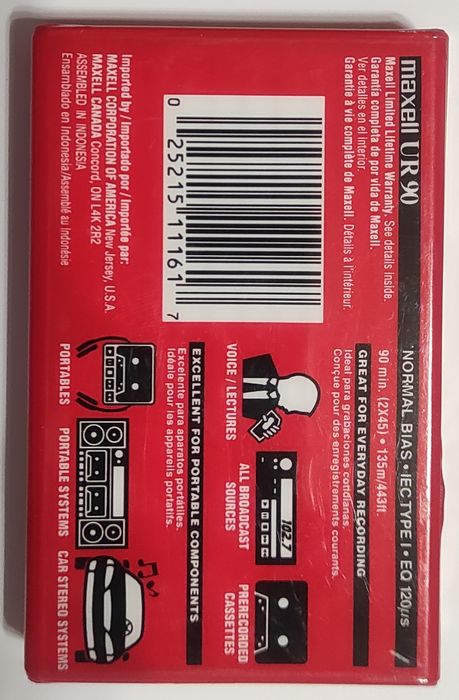 maxell UR 90 NORMAL BIAS • IEC TYPE I • EQ 120µs
Maxell Limited Lifetime Warranty. See details inside.
Garantía completa de por vida de Maxell.
Ver detalles en el interior.
Garantie à vie complète de Maxell. Détails à l'intérieur.
90 min. (2X45) • 135m/443ft.
GREAT FOR EVERYDAY RECORDING
Ideal para grabaciones cotidianas.
Conçue pour des enregistrements courants.
VOICE / LECTURES
102.7
ALL BROADCAST
SOURCES
PRERECORDED
CASSETTES
0 25215 11161 7
EXCELLENT FOR PORTABLE COMPONENTS
Excelente para aparatos portátiles.
Idéale pour les appareils portatifs.
PORTABLES
PORTABLE SYSTEMS
CAR STEREO SYSTEMS
Imported by / Importado por / Importée par:
MAXELL CORPORATION OF AMERICA New Jersey, U.S.A.
MAXELL CANADA Concord, ON L4K 2R2
ASSEMBLED IN INDONESIA
Ensamblado en Indonesia/Assemblé au Indonésie